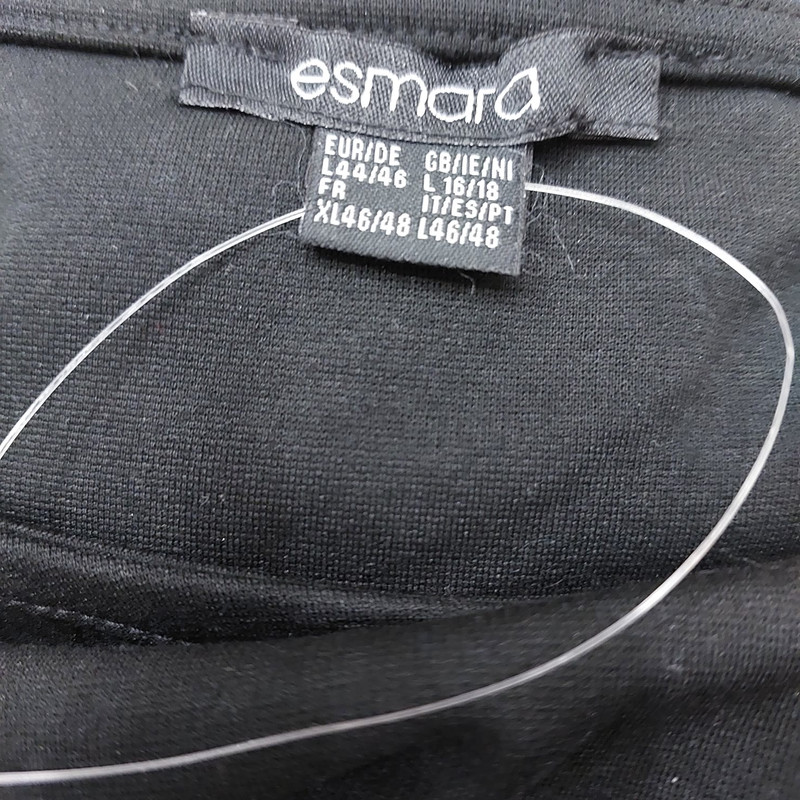 esmara
EUR/DE GB/IE/NI
L44/46 L 16/18
FR IT/ES/PT
XL46/48 L46/48